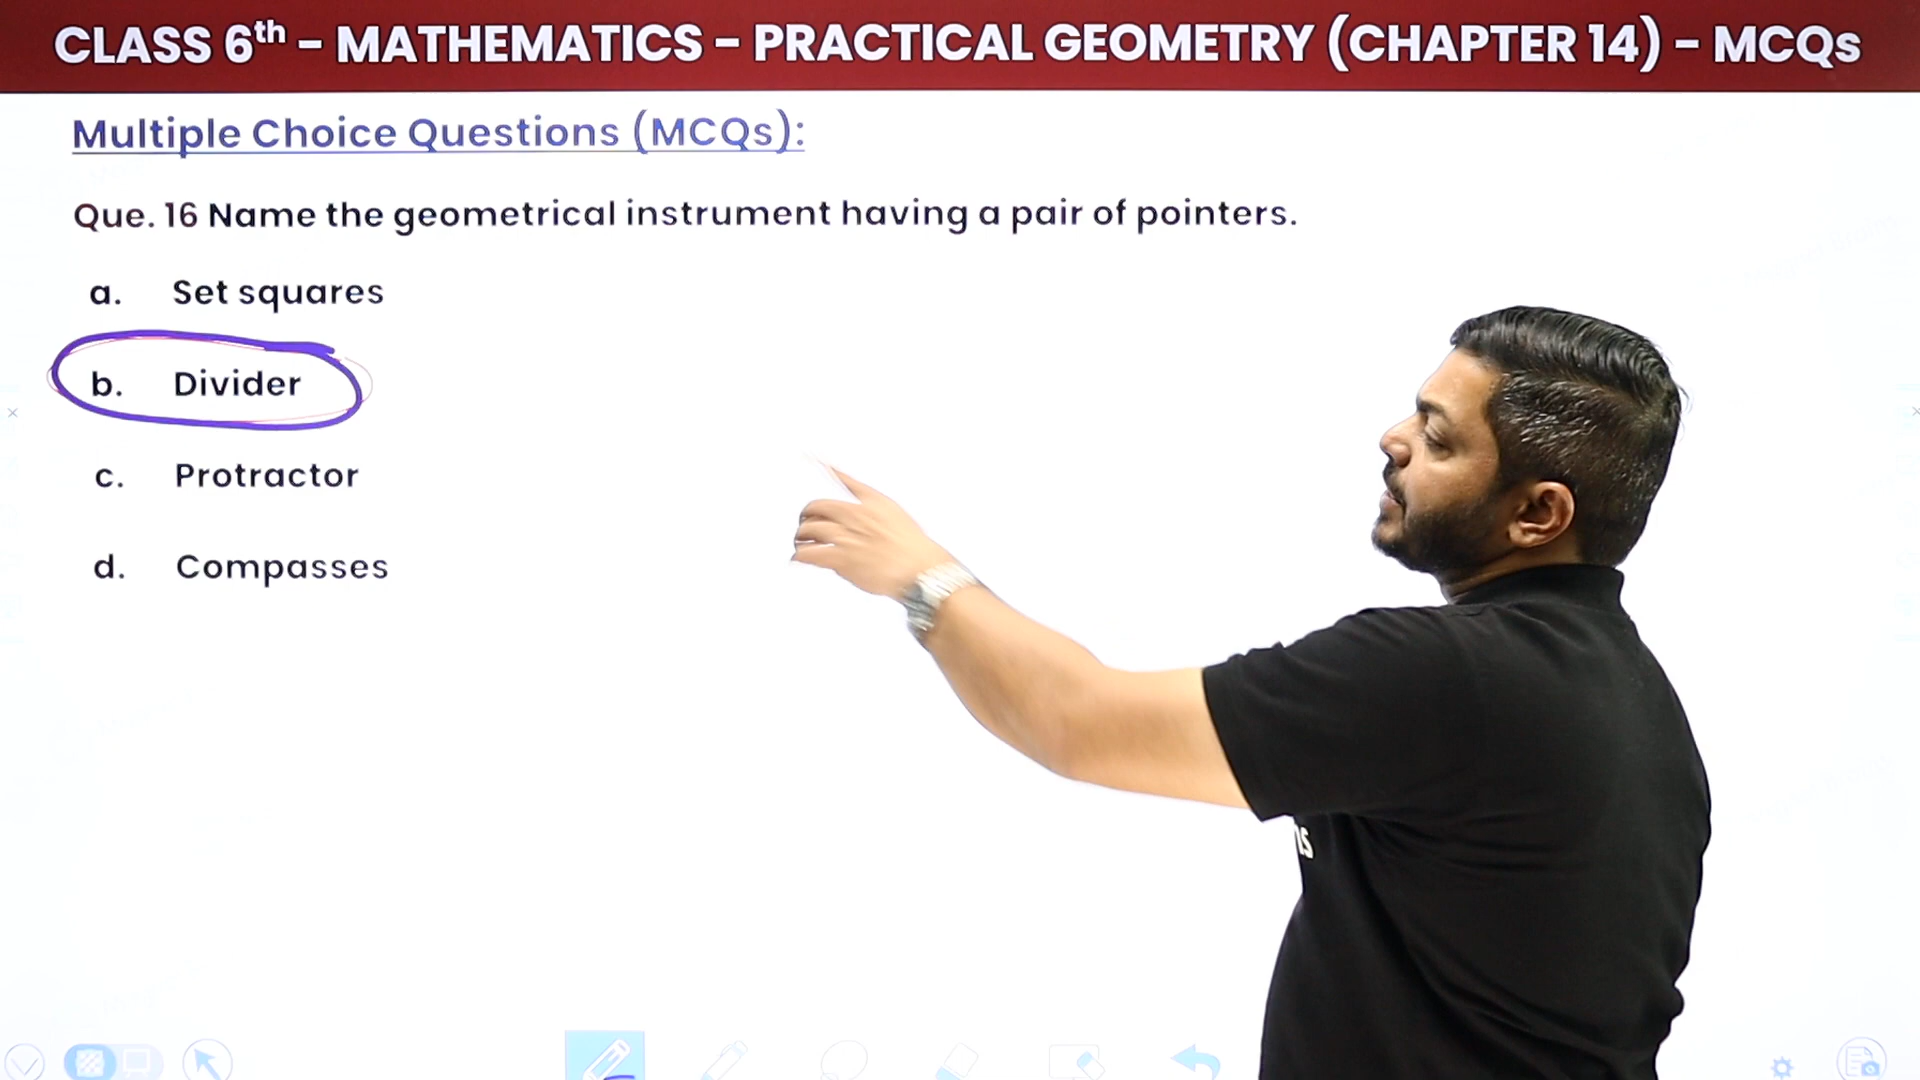 CLASS 6th - MATHEMATICS - PRACTICAL GEOMETRY (CHAPTER 14) - MCQs
Multiple Choice Questions (MCQs):
Que. 16 Name the geometrical instrument having a pair of pointers.
a. Set squares
b. Divider
c. Protractor
d. Compasses